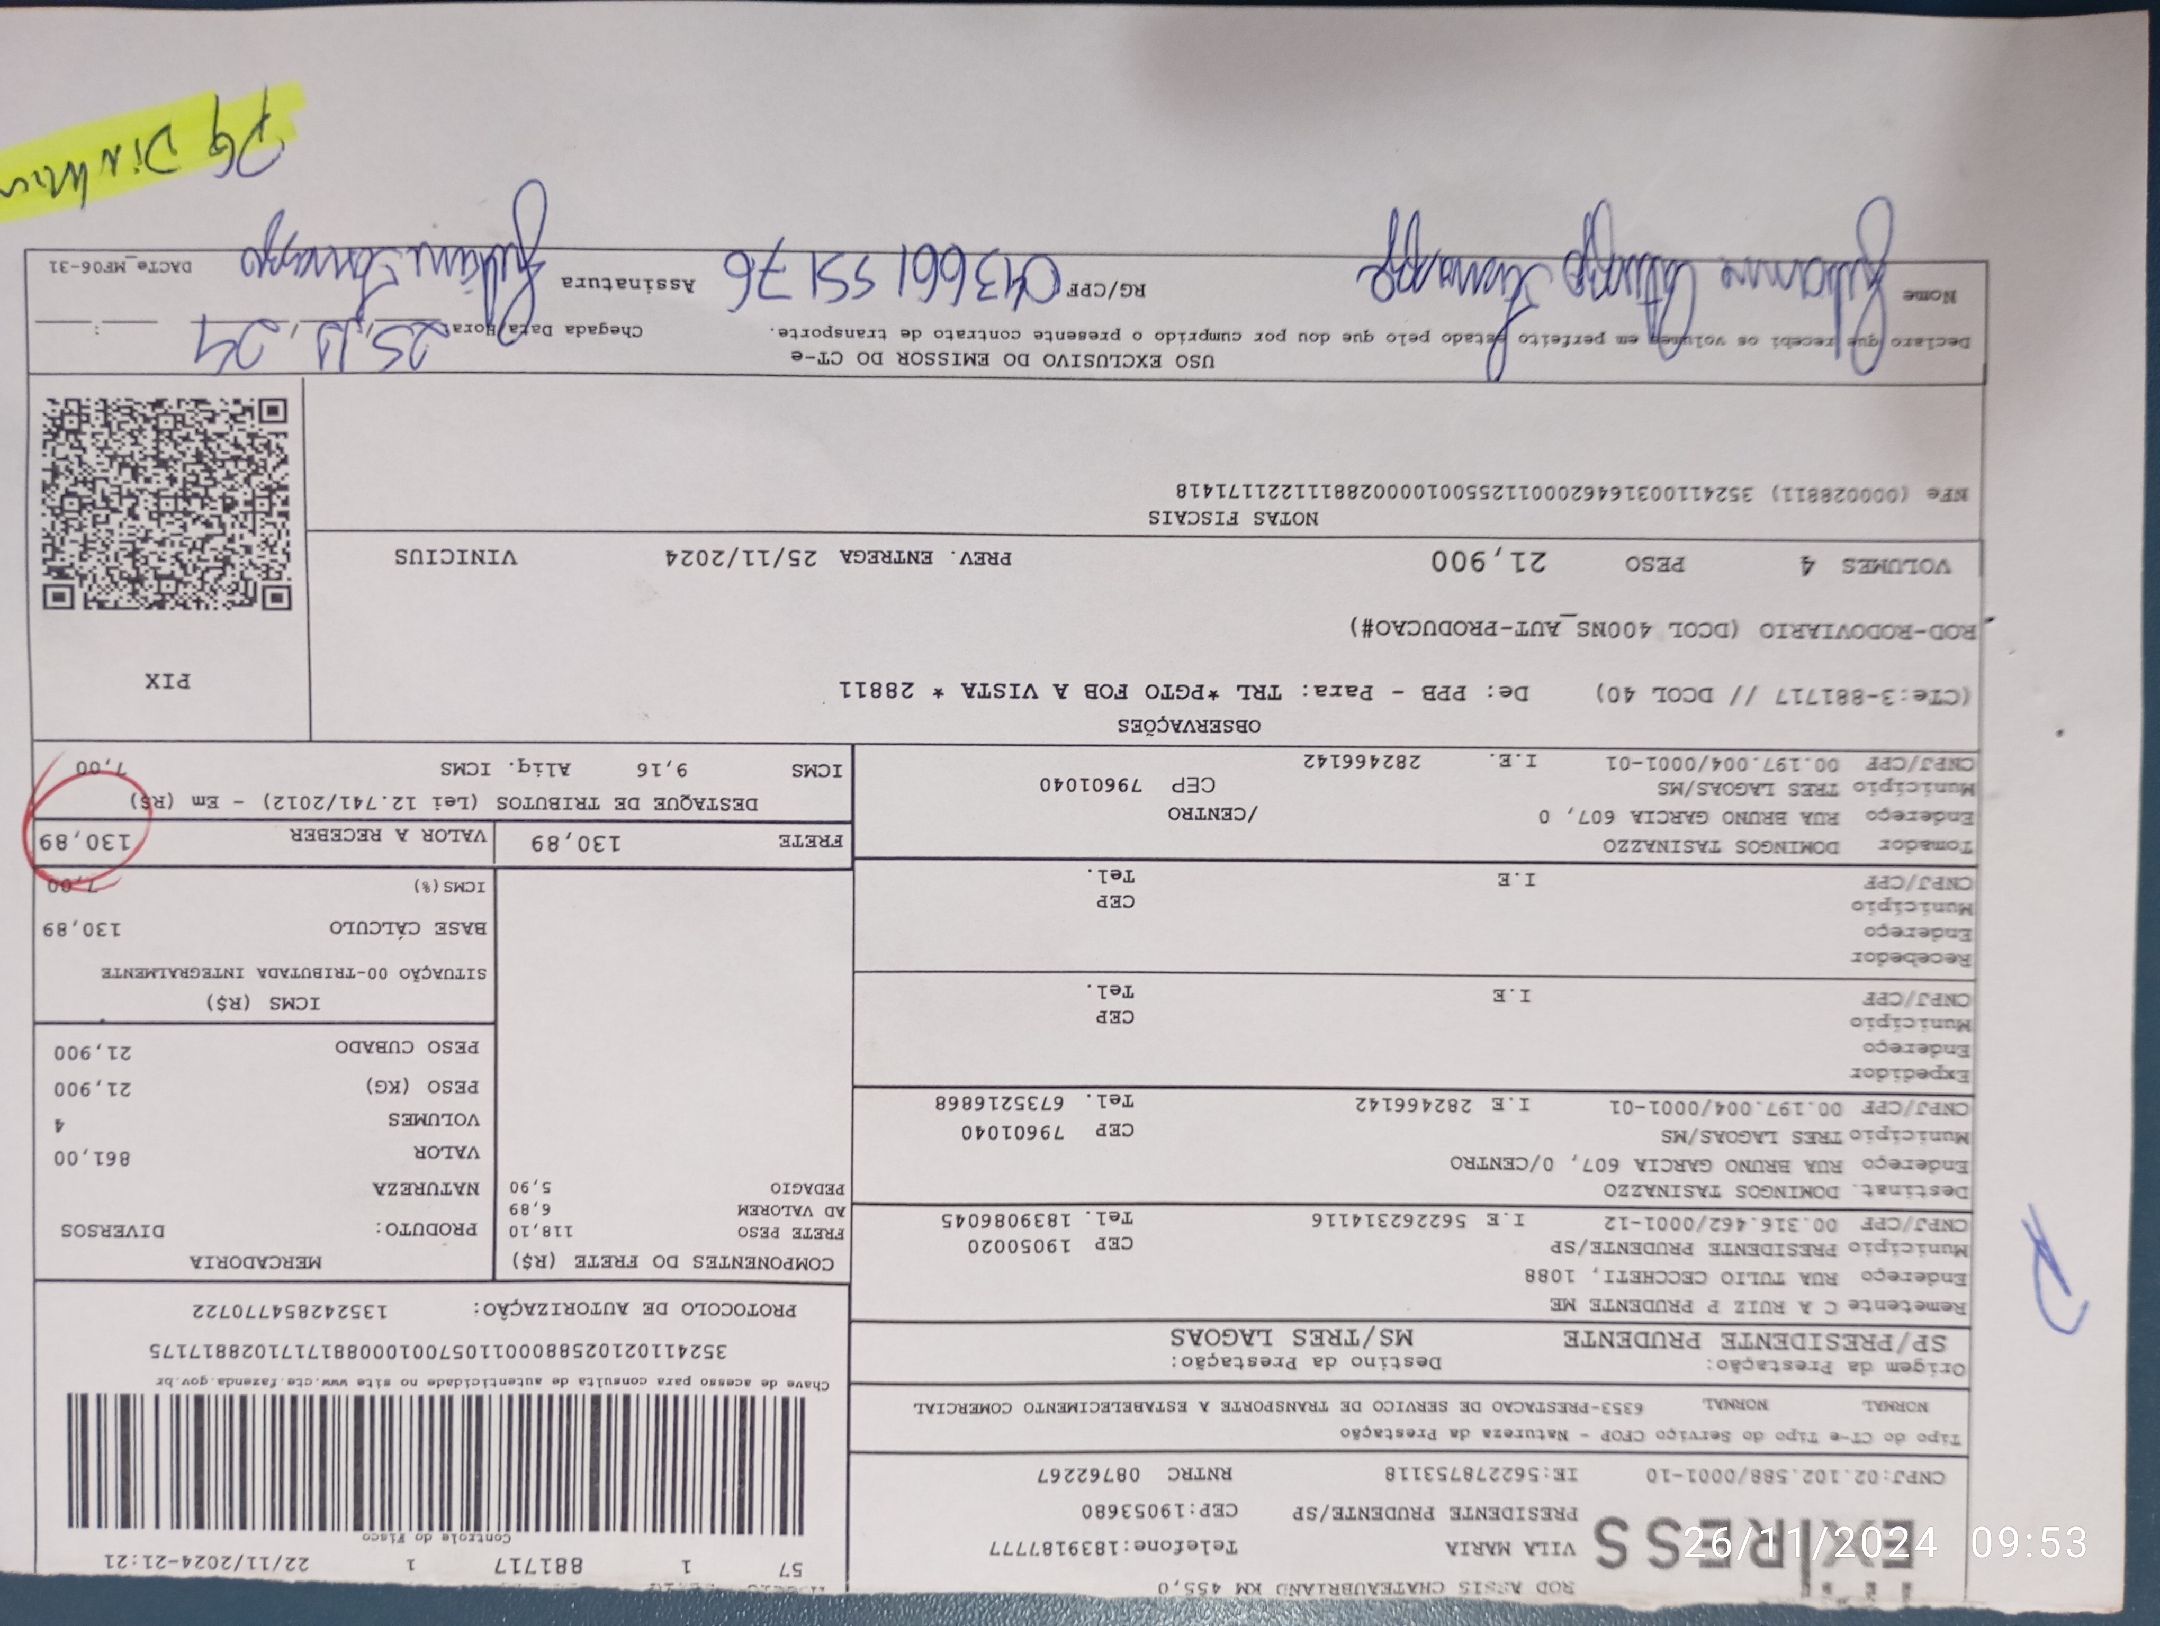 EXPRESS
ROD ASSIS CHATEAUBRIAND KM 455,0
VILA MARIA Telefone:1839187777
PRESIDENTE PRUDENTE/SP CEP:19053680
CNPJ:02.102.588/0001-10 IE:562278753118 RNTRC 08762267
57 1 881717 1 22/11/2024-21:21
Controle do Fisco
Tipo do CT-e Tipo do Serviço CFOP - Natureza da Prestação
NORMAL NORMAL 6353-PRESTACAO DE SERVICO DE TRANSPORTE A ESTABELECIMENTO COMERCIAL
Chave de acesso para consulta de autenticidade no site www.cte.fazenda.gov.br
35241102102588000110570010008817171028817175
PROTOCOLO DE AUTORIZAÇÃO: 135242854770722
Origem da Prestação: Destino da Prestação:
SP/PRESIDENTE PRUDENTE MS/TRES LAGOAS
Remetente C A RUIZ P PRUDENTE ME
Endereço RUA TULIO CECCHETI, 1088
Município PRESIDENTE PRUDENTE/SP CEP 19050020
CNPJ/CPF 00.316.462/0001-12 I.E 562262314116 Tel. 1839086045
Destinat. DOMINGOS TASINAZZO
Endereço RUA BRUNO GARCIA 607, 0/CENTRO
Município TRES LAGOAS/MS CEP 79601040
CNPJ/CPF 00.197.004/0001-01 I.E 282466142 Tel. 6735216868
Expedidor
Endereço
Município CEP
CNPJ/CPF I.E Tel.
Recebedor
Endereço
Município CEP
CNPJ/CPF I.E Tel.
Tomador DOMINGOS TASINAZZO
Endereço RUA BRUNO GARCIA 607, 0 /CENTRO
Município TRES LAGOAS/MS CEP 79601040
CNPJ/CPF 00.197.004/0001-01 I.E. 282466142
COMPONENTES DO FRETE (R$)
FRETE PESO 118,10
AD VALOREM 6,89
PEDAGIO 5,90
MERCADORIA
PRODUTO: DIVERSOS
NATUREZA
VALOR 861,00
VOLUMES 4
PESO (KG) 21,900
PESO CUBADO 21,900
ICMS (R$)
SITUAÇÃO 00-TRIBUTADA INTEGRALMENTE
BASE CÁLCULO 130,89
ICMS(%) 7,00
FRETE 130,89 VALOR A RECEBER 130,89
DESTAQUE DE TRIBUTOS (Lei 12.741/2012) - Em (R$)
ICMS 9,16 Aliq. ICMS 7,00
OBSERVAÇÕES
(CTe:3-881717 // DCOL 40) De: PPB - Para: TRL *PGTO FOB A VISTA * 28811
ROD-RODOVIARIO (DCOL 400NS_AUT-PRODUCAO#)
PIX
VOLUMES 4 PESO 21,900 PREV. ENTREGA 25/11/2024 VINICIUS
NOTAS FISCAIS
NFe (000028811) 35241100316462000112550010000288111221171418
USO EXCLUSIVO DO EMISSOR DO CT-e
Declaro que recebi os volumes em perfeito estado pelo que dou por cumprido o presente contrato de transporte.
Chegada Data/Hora 25,11,24 :
Nome
RG/CPF 04366155176
Assinatura
DACTe_MF06-31
PG
26/11/2024 09:53